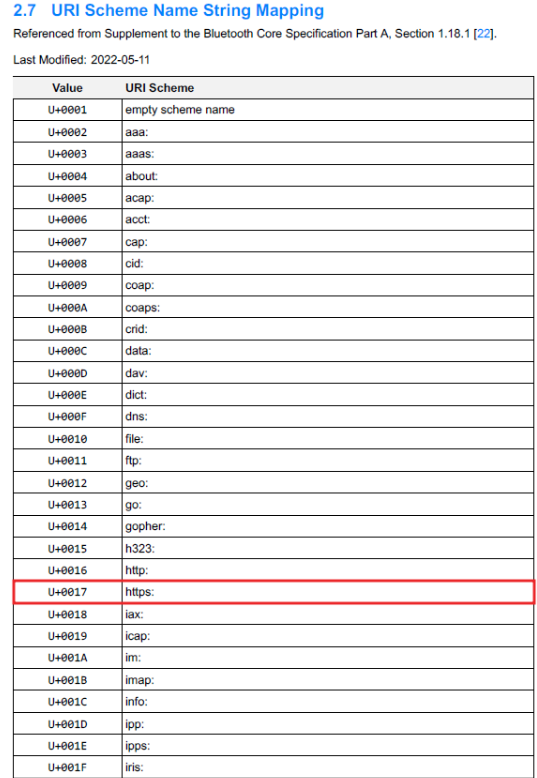 2.7 URI Scheme Name String Mapping
Referenced from Supplement to the Bluetooth Core Specification Part A, Section 1.18.1 [22].
Last Modified: 2022-05-11
Value URI Scheme
U+0001 empty scheme name
U+0002 aaa:
U+0003 aaas:
U+0004 about:
U+0005 acap:
U+0006 acct:
U+0007 cap:
U+0008 cid:
U+0009 coap:
U+000A coaps:
U+000B crid:
U+000C data:
U+000D dav:
U+000E dict:
U+000F dns:
U+0010 file:
U+0011 ftp:
U+0012 geo:
U+0013 go:
U+0014 gopher:
U+0015 h323:
U+0016 http:
U+0017 https:
U+0018 iax:
U+0019 icap:
U+001A im:
U+001B imap:
U+001C info:
U+001D ipp:
U+001E ipps:
U+001F iris: